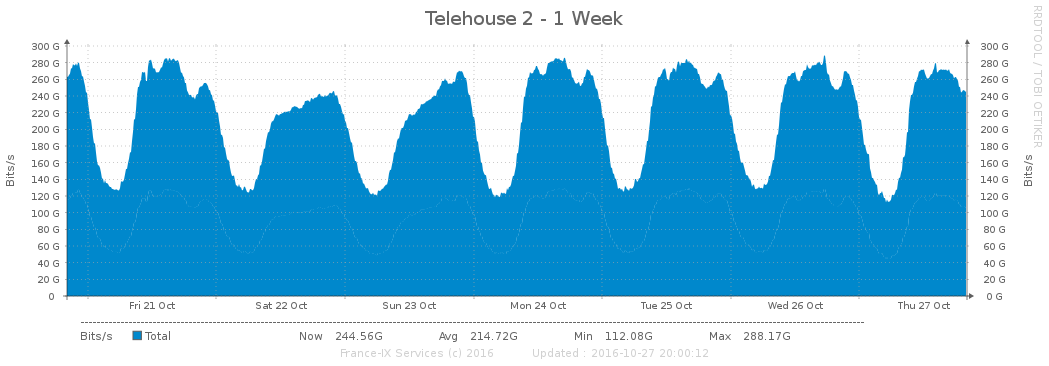 Telehouse 2 - 1 Week
RRDTOOL / TOBI OETIKER
Bits/s
300 G
280 G
260 G
240 G
220 G
200 G
180 G
160 G
140 G
120 G
100 G
80 G
60 G
40 G
20 G
0
300 G
280 G
260 G
240 G
220 G
200 G
180 G
160 G
140 G
120 G
100 G
80 G
60 G
40 G
20 G
0 G
Bits/s
Fri 21 Oct Sat 22 Oct Sun 23 Oct Mon 24 Oct Tue 25 Oct Wed 26 Oct Thu 27 Oct
Bits/s Total Now 244.56G Avg 214.72G Min 112.08G Max 288.17G
France-IX Services (c) 2016 Updated : 2016-10-27 20:00:12